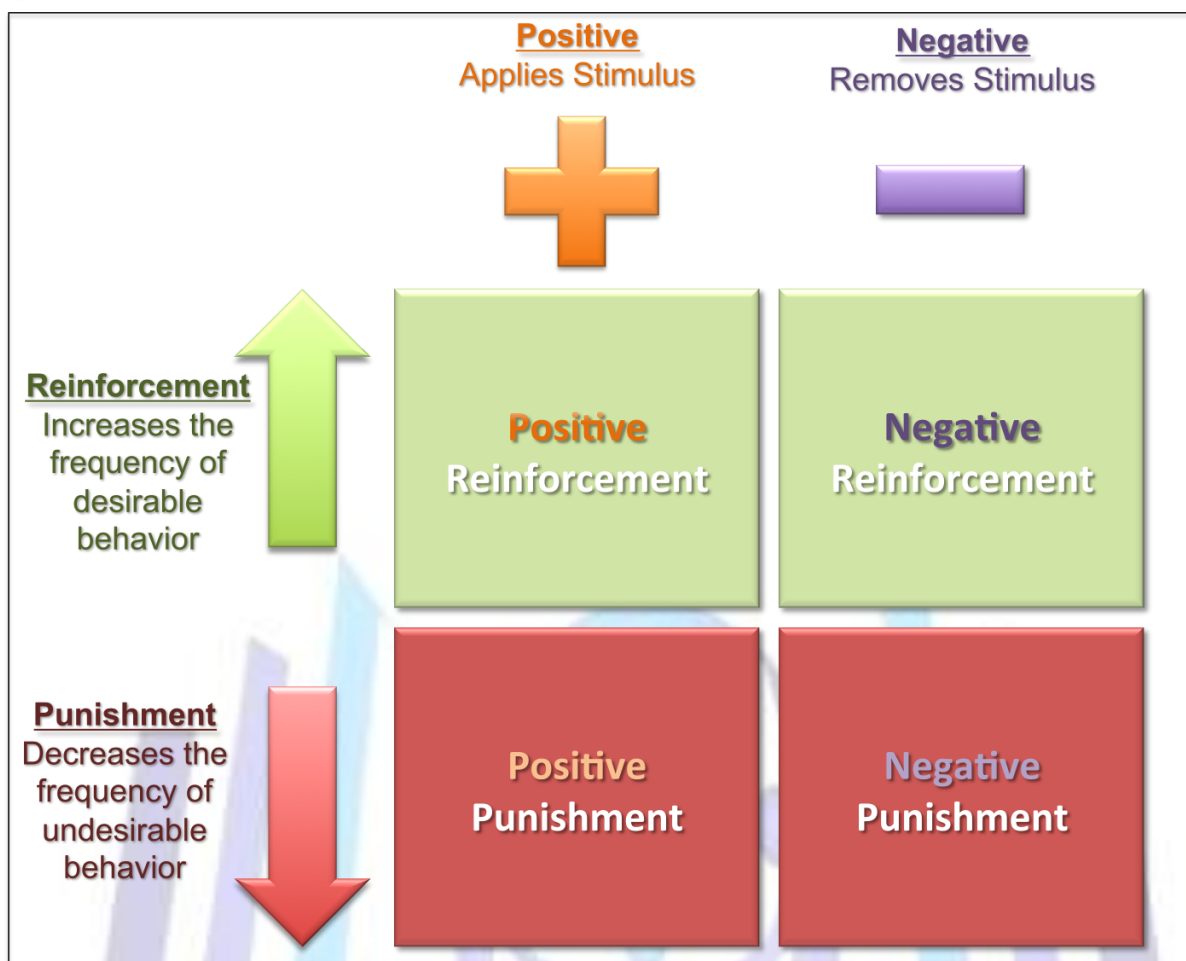 Positive
Applies Stimulus
Negative
Removes Stimulus
Reinforcement
Increases the
frequency of
desirable
behavior
Positive
Reinforcement
Negative
Reinforcement
Punishment
Decreases the
frequency of
undesirable
behavior
Positive
Punishment
Negative
Punishment